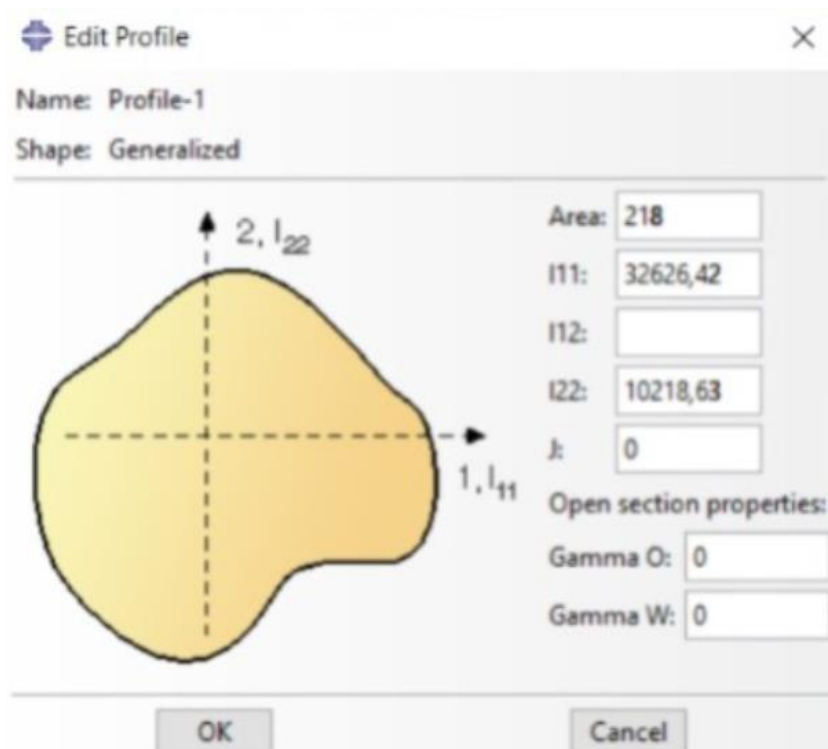 Edit Profile
Name: Profile-1
Shape: Generalized
2, I22
1, I11
Area: 218
I11: 32626,42
I12:
I22: 10218,63
J: 0
Open section properties:
Gamma O: 0
Gamma W: 0
OK
Cancel